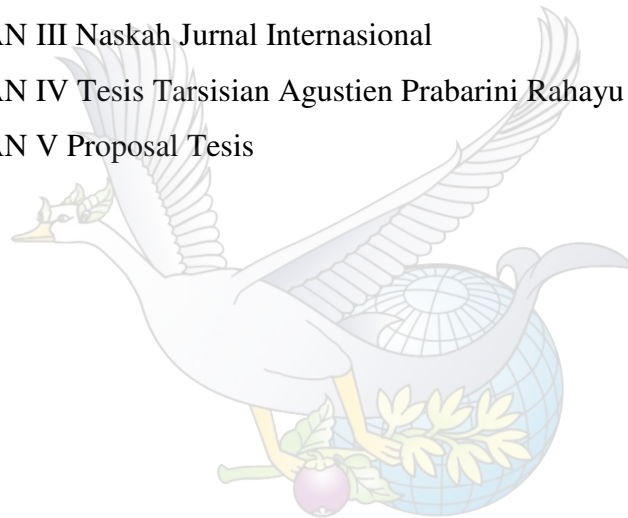 AN III Naskah Jurnal Internasional
AN IV Tesis Tarsisian Agustien Prabarini Rahayu
AN V Proposal Tesis